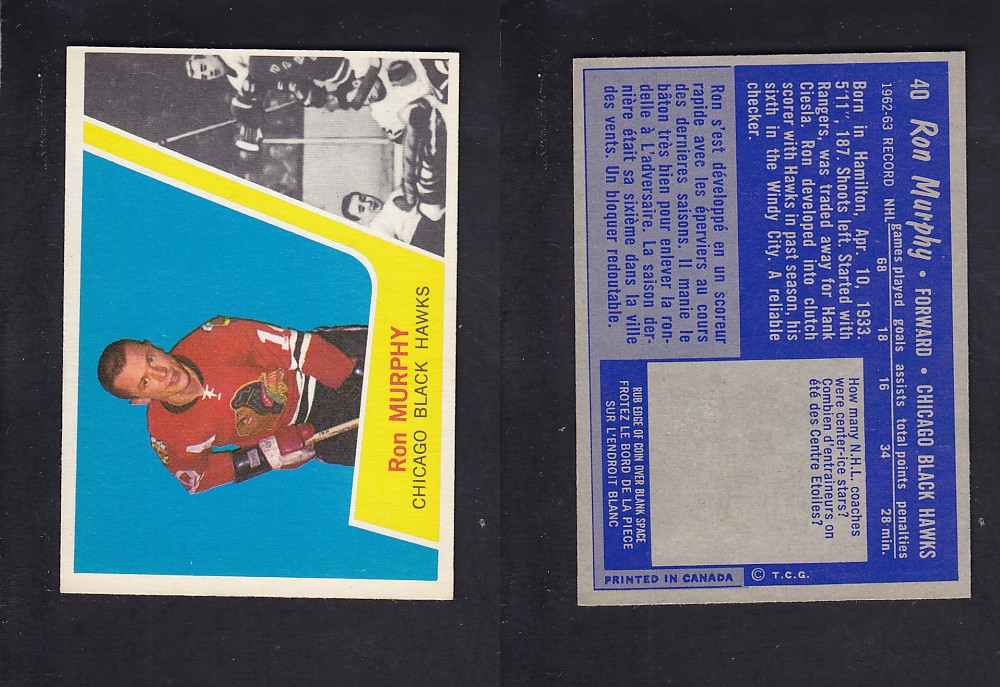 Ron MURPHY
CHICAGO BLACK HAWKS
40 Ron Murphy • FORWARD • CHICAGO BLACK HAWKS
1962-63 RECORD NHL
games played goals assists total points penalties
68 18 16 34 28 min.
Born in Hamilton, Apr. 10, 1933.
5'11", 187. Shoots left. Started with
Rangers, was traded away for Hank
Ciesla. Ron developed into clutch
scorer with Hawks in past season, his
sixth in the Windy City. A reliable
checker.
Ron s'est développé en un scoreur
rapide avec les éperviers au cours
des dernieres saisons. Il manie le
bâton très bien pour enlever la ron-
delle à L'adversaire. La saison der-
nière était sa sixième dans la ville
des vents. Un bloquer redoutable.
How many N.H.L. coaches
were center-ice stars?
Combien d'entraineurs on
été des Centre Etoiles?
RUB EDGE OF COIN OVER BLANK SPACE
FROTEZ LE BORD DE LA PIECE
SUR L'ENDROIT BLANC
PRINTED IN CANADA © T.C.G.